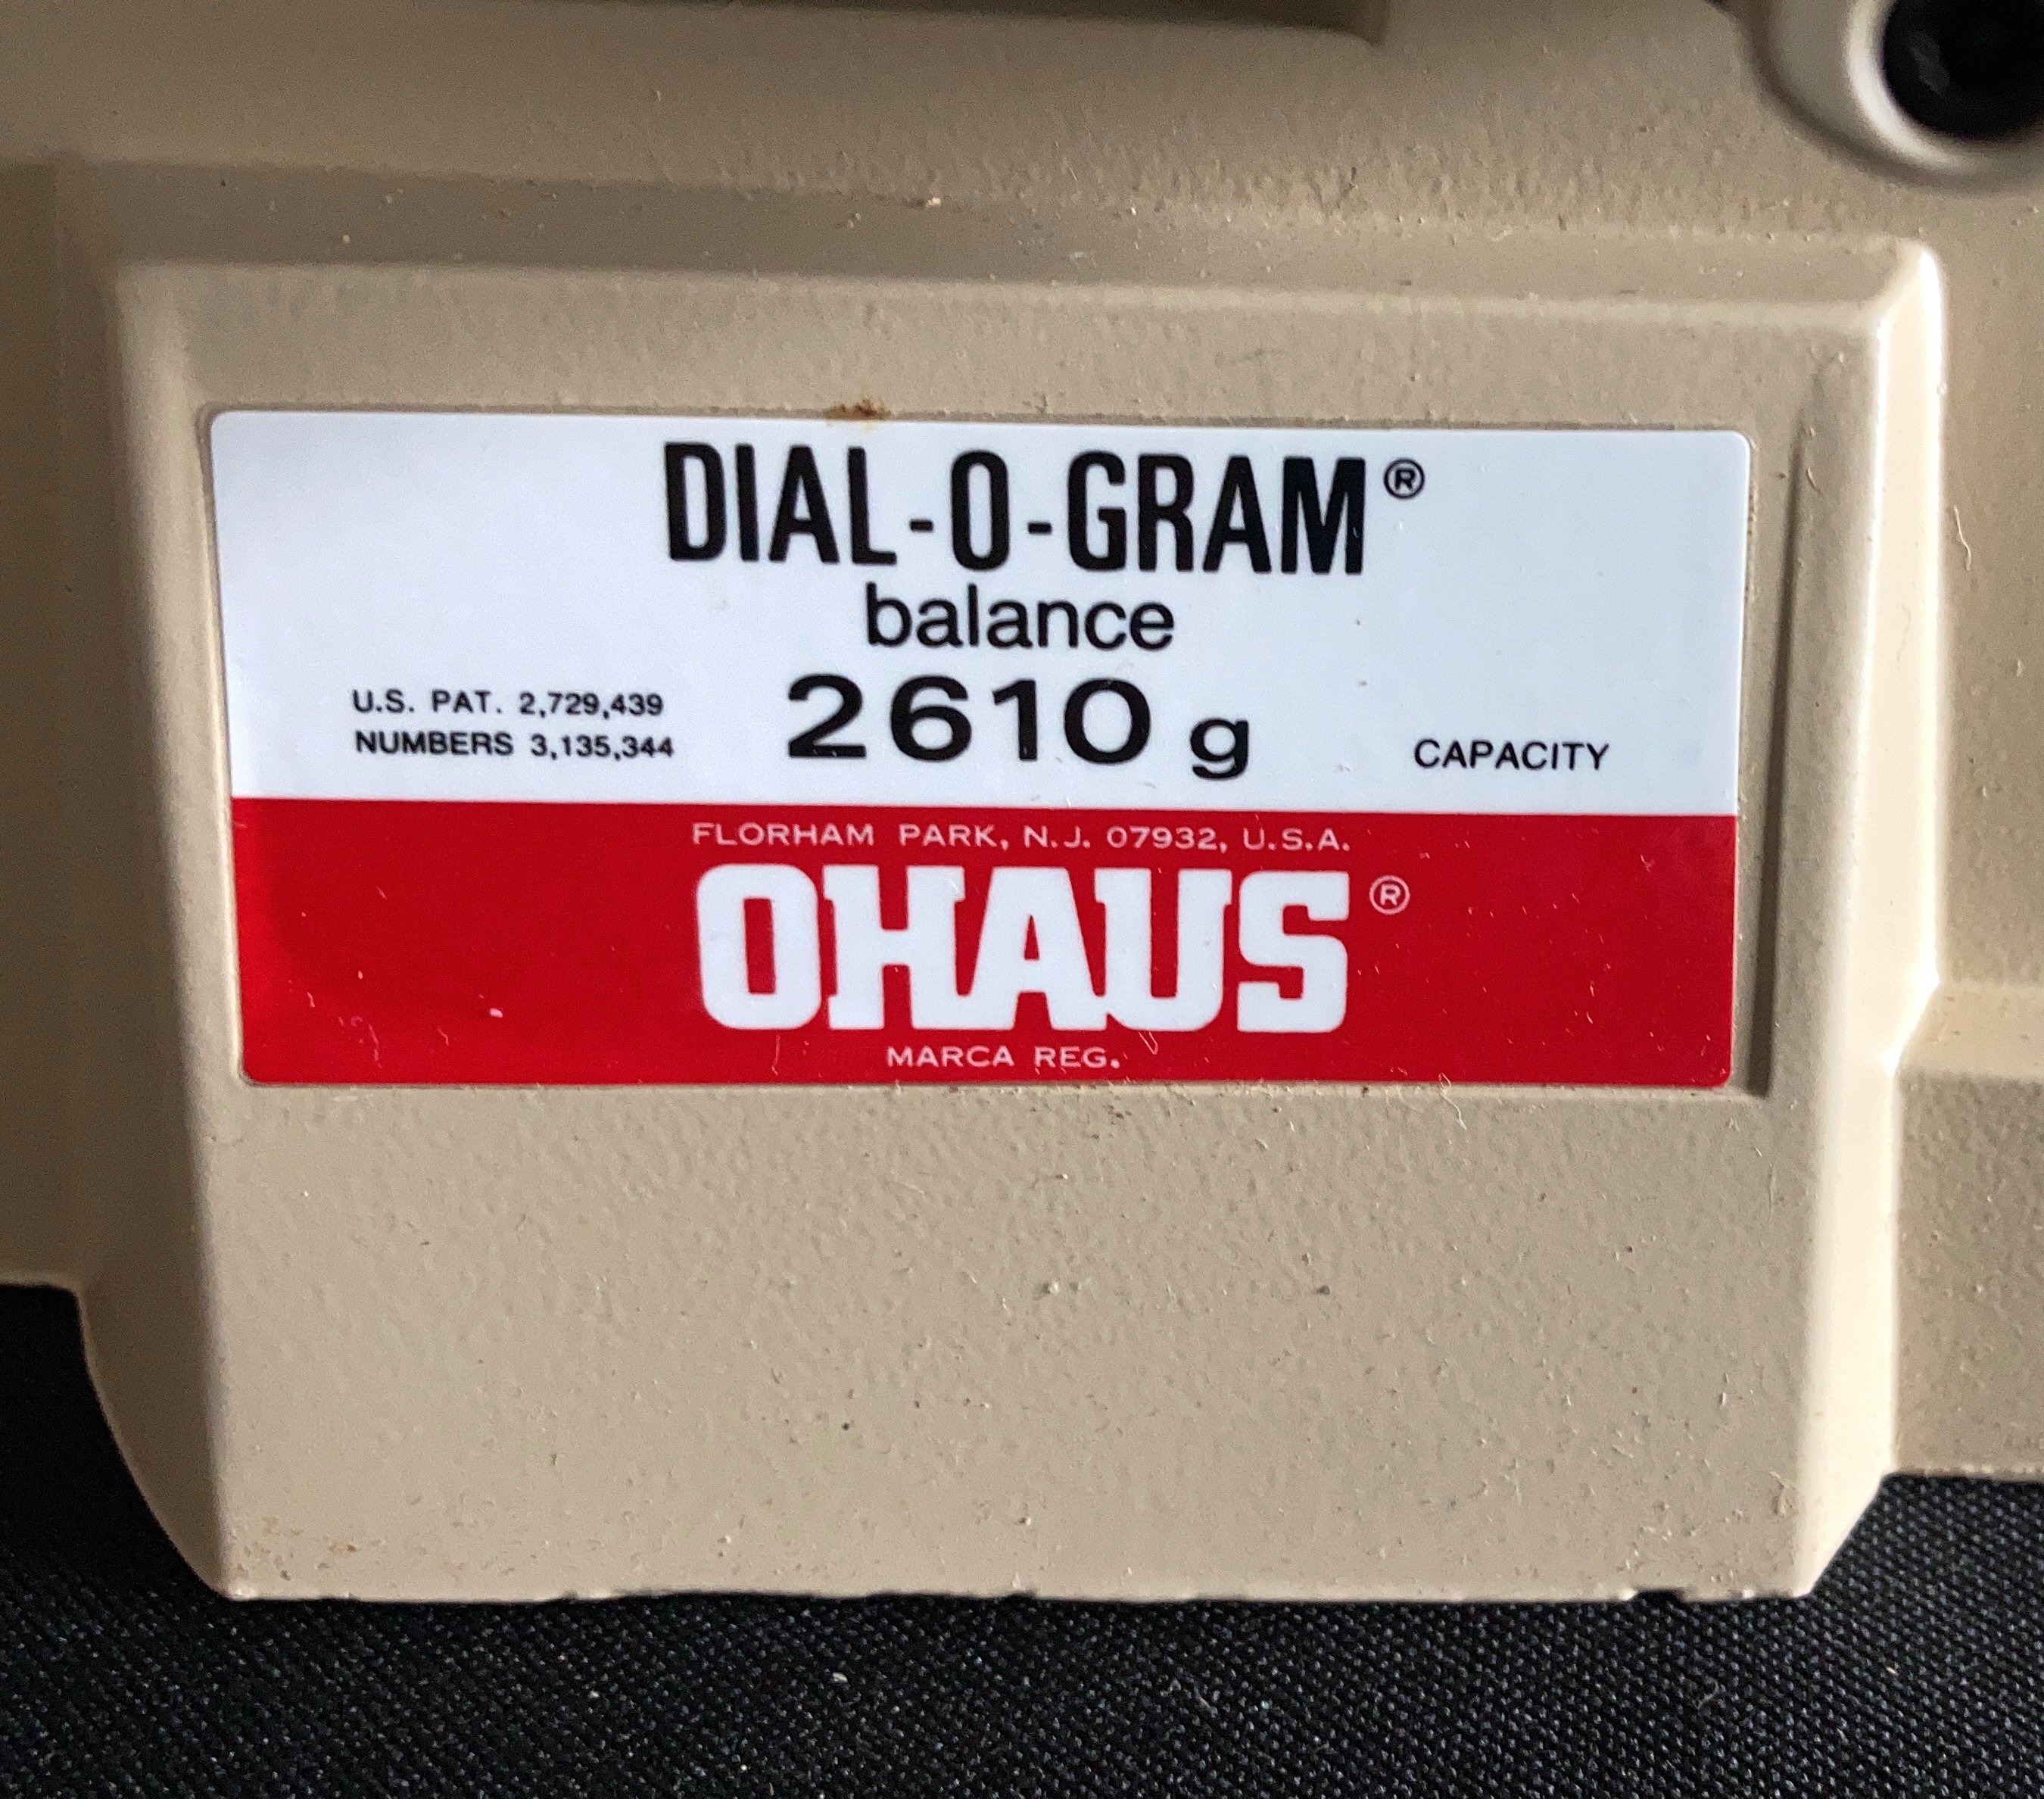 DIAL-O-GRAM®
balance
U.S. PAT. 2,729,439
NUMBERS 3,135,344
2610 g
CAPACITY
FLORHAM PARK, N.J. 07932, U.S.A.
OHAUS®
MARCA REG.